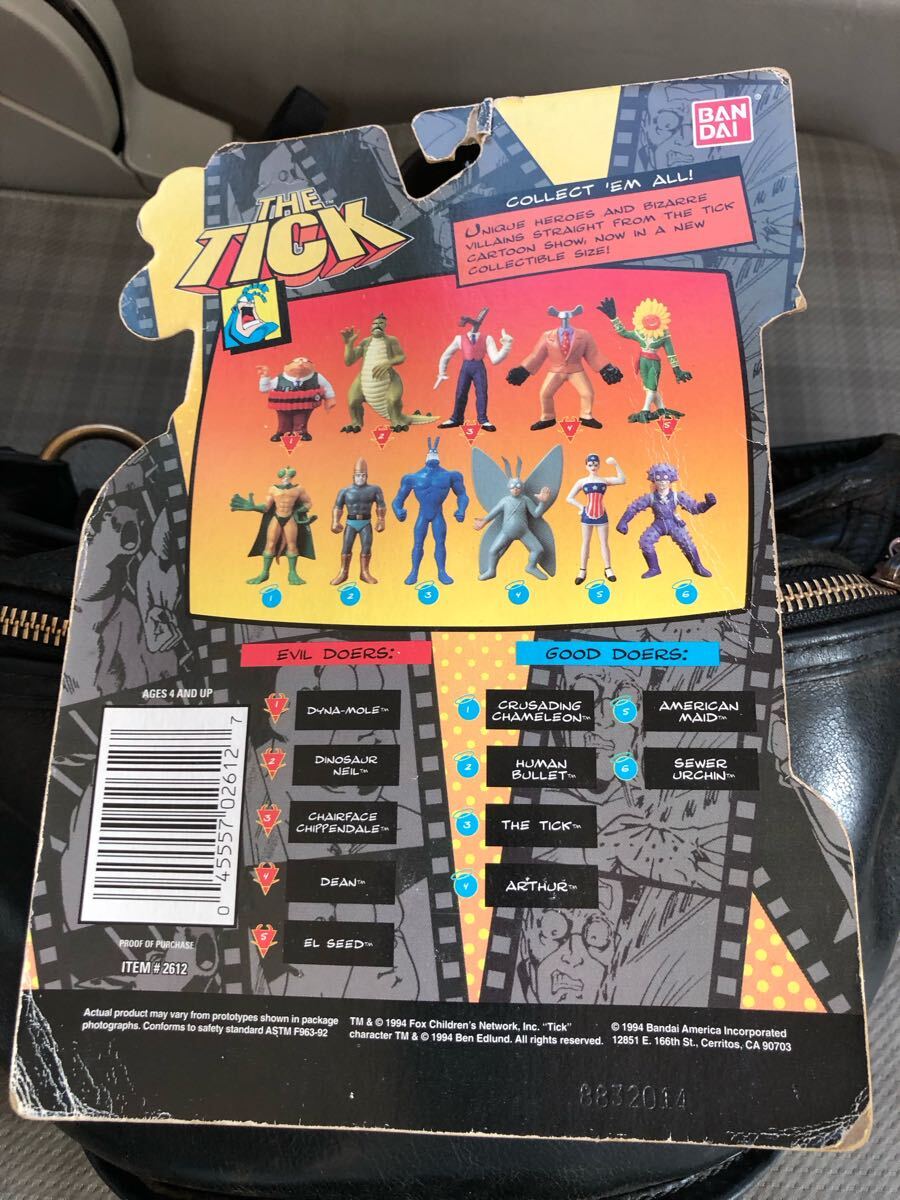 BAN
DAI
®
THE
TICK
™
COLLECT 'EM ALL!
UNIQUE HEROES AND BIZARRE
VILLAINS STRAIGHT FROM THE TICK
CARTOON SHOW, NOW IN A NEW
COLLECTIBLE SIZE!
1
2
3
4
5
1
2
3
4
5
6
EVIL DOERS:
1 DYNA-MOLE™
2 DINOSAUR
NEIL™
3 CHAIRFACE
CHIPPENDALE™
4 DEAN™
5 EL SEED™
GOOD DOERS:
1 CRUSADING
CHAMELEON™
2 HUMAN
BULLET™
3 THE TICK™
4 ARTHUR™
5 AMERICAN
MAID™
6 SEWER
URCHIN™
AGES 4 AND UP
0 45557 02612 7
PROOF OF PURCHASE
ITEM # 2612
Actual product may vary from prototypes shown in package
photographs. Conforms to safety standard ASTM F963-92
TM & © 1994 Fox Children's Network, Inc. "Tick"
character TM & © 1994 Ben Edlund. All rights reserved.
© 1994 Bandai America Incorporated
12851 E. 166th St., Cerritos, CA 90703
8832014